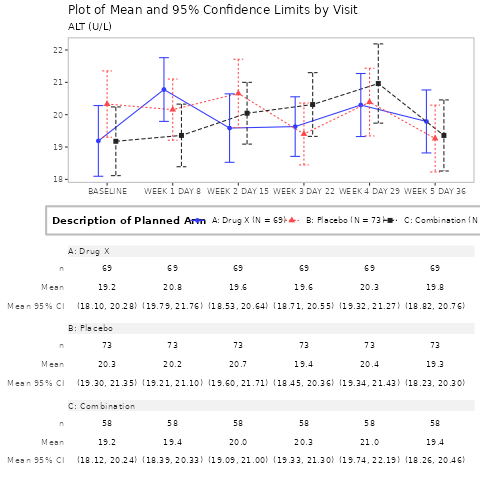 Plot of Mean and 95% Confidence Limits by Visit
ALT (U/L)
22
21
20
19
18
BASELINE WEEK 1 DAY 8 WEEK 2 DAY 15 WEEK 3 DAY 22 WEEK 4 DAY 29 WEEK 5 DAY 36
Description of Planned Arm A: Drug X (N = 69) B: Placebo (N = 73) C: Combination (N
A: Drug X
n 69 69 69 69 69 69
Mean 19.2 20.8 19.6 19.6 20.3 19.8
Mean 95% CI (18.10, 20.28) (19.79, 21.76) (18.53, 20.64) (18.71, 20.55) (19.32, 21.27) (18.82, 20.76)
B: Placebo
n 73 73 73 73 73 73
Mean 20.3 20.2 20.7 19.4 20.4 19.3
Mean 95% CI (19.30, 21.35) (19.21, 21.10) (19.60, 21.71) (18.45, 20.36) (19.34, 21.43) (18.23, 20.30)
C: Combination
n 58 58 58 58 58 58
Mean 19.2 19.4 20.0 20.3 21.0 19.4
Mean 95% CI (18.12, 20.24) (18.39, 20.33) (19.09, 21.00) (19.33, 21.30) (19.74, 22.19) (18.26, 20.46)